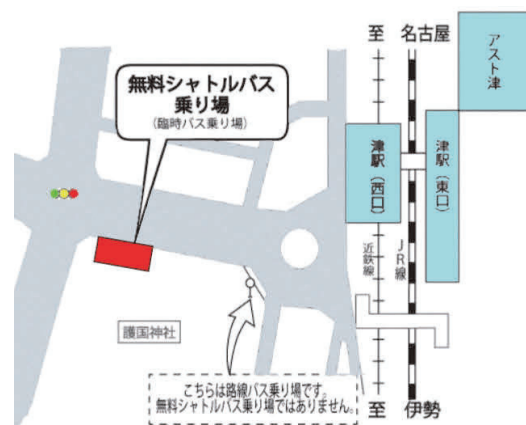 至 名古屋
アスト津
無料シャトルバス
乗り場
(臨時バス乗り場)
津駅(西口)
津駅(東口)
近鉄線
JR線
護国神社
こちらは路線バス乗り場です。
無料シャトルバス乗り場ではありません。
至 伊勢